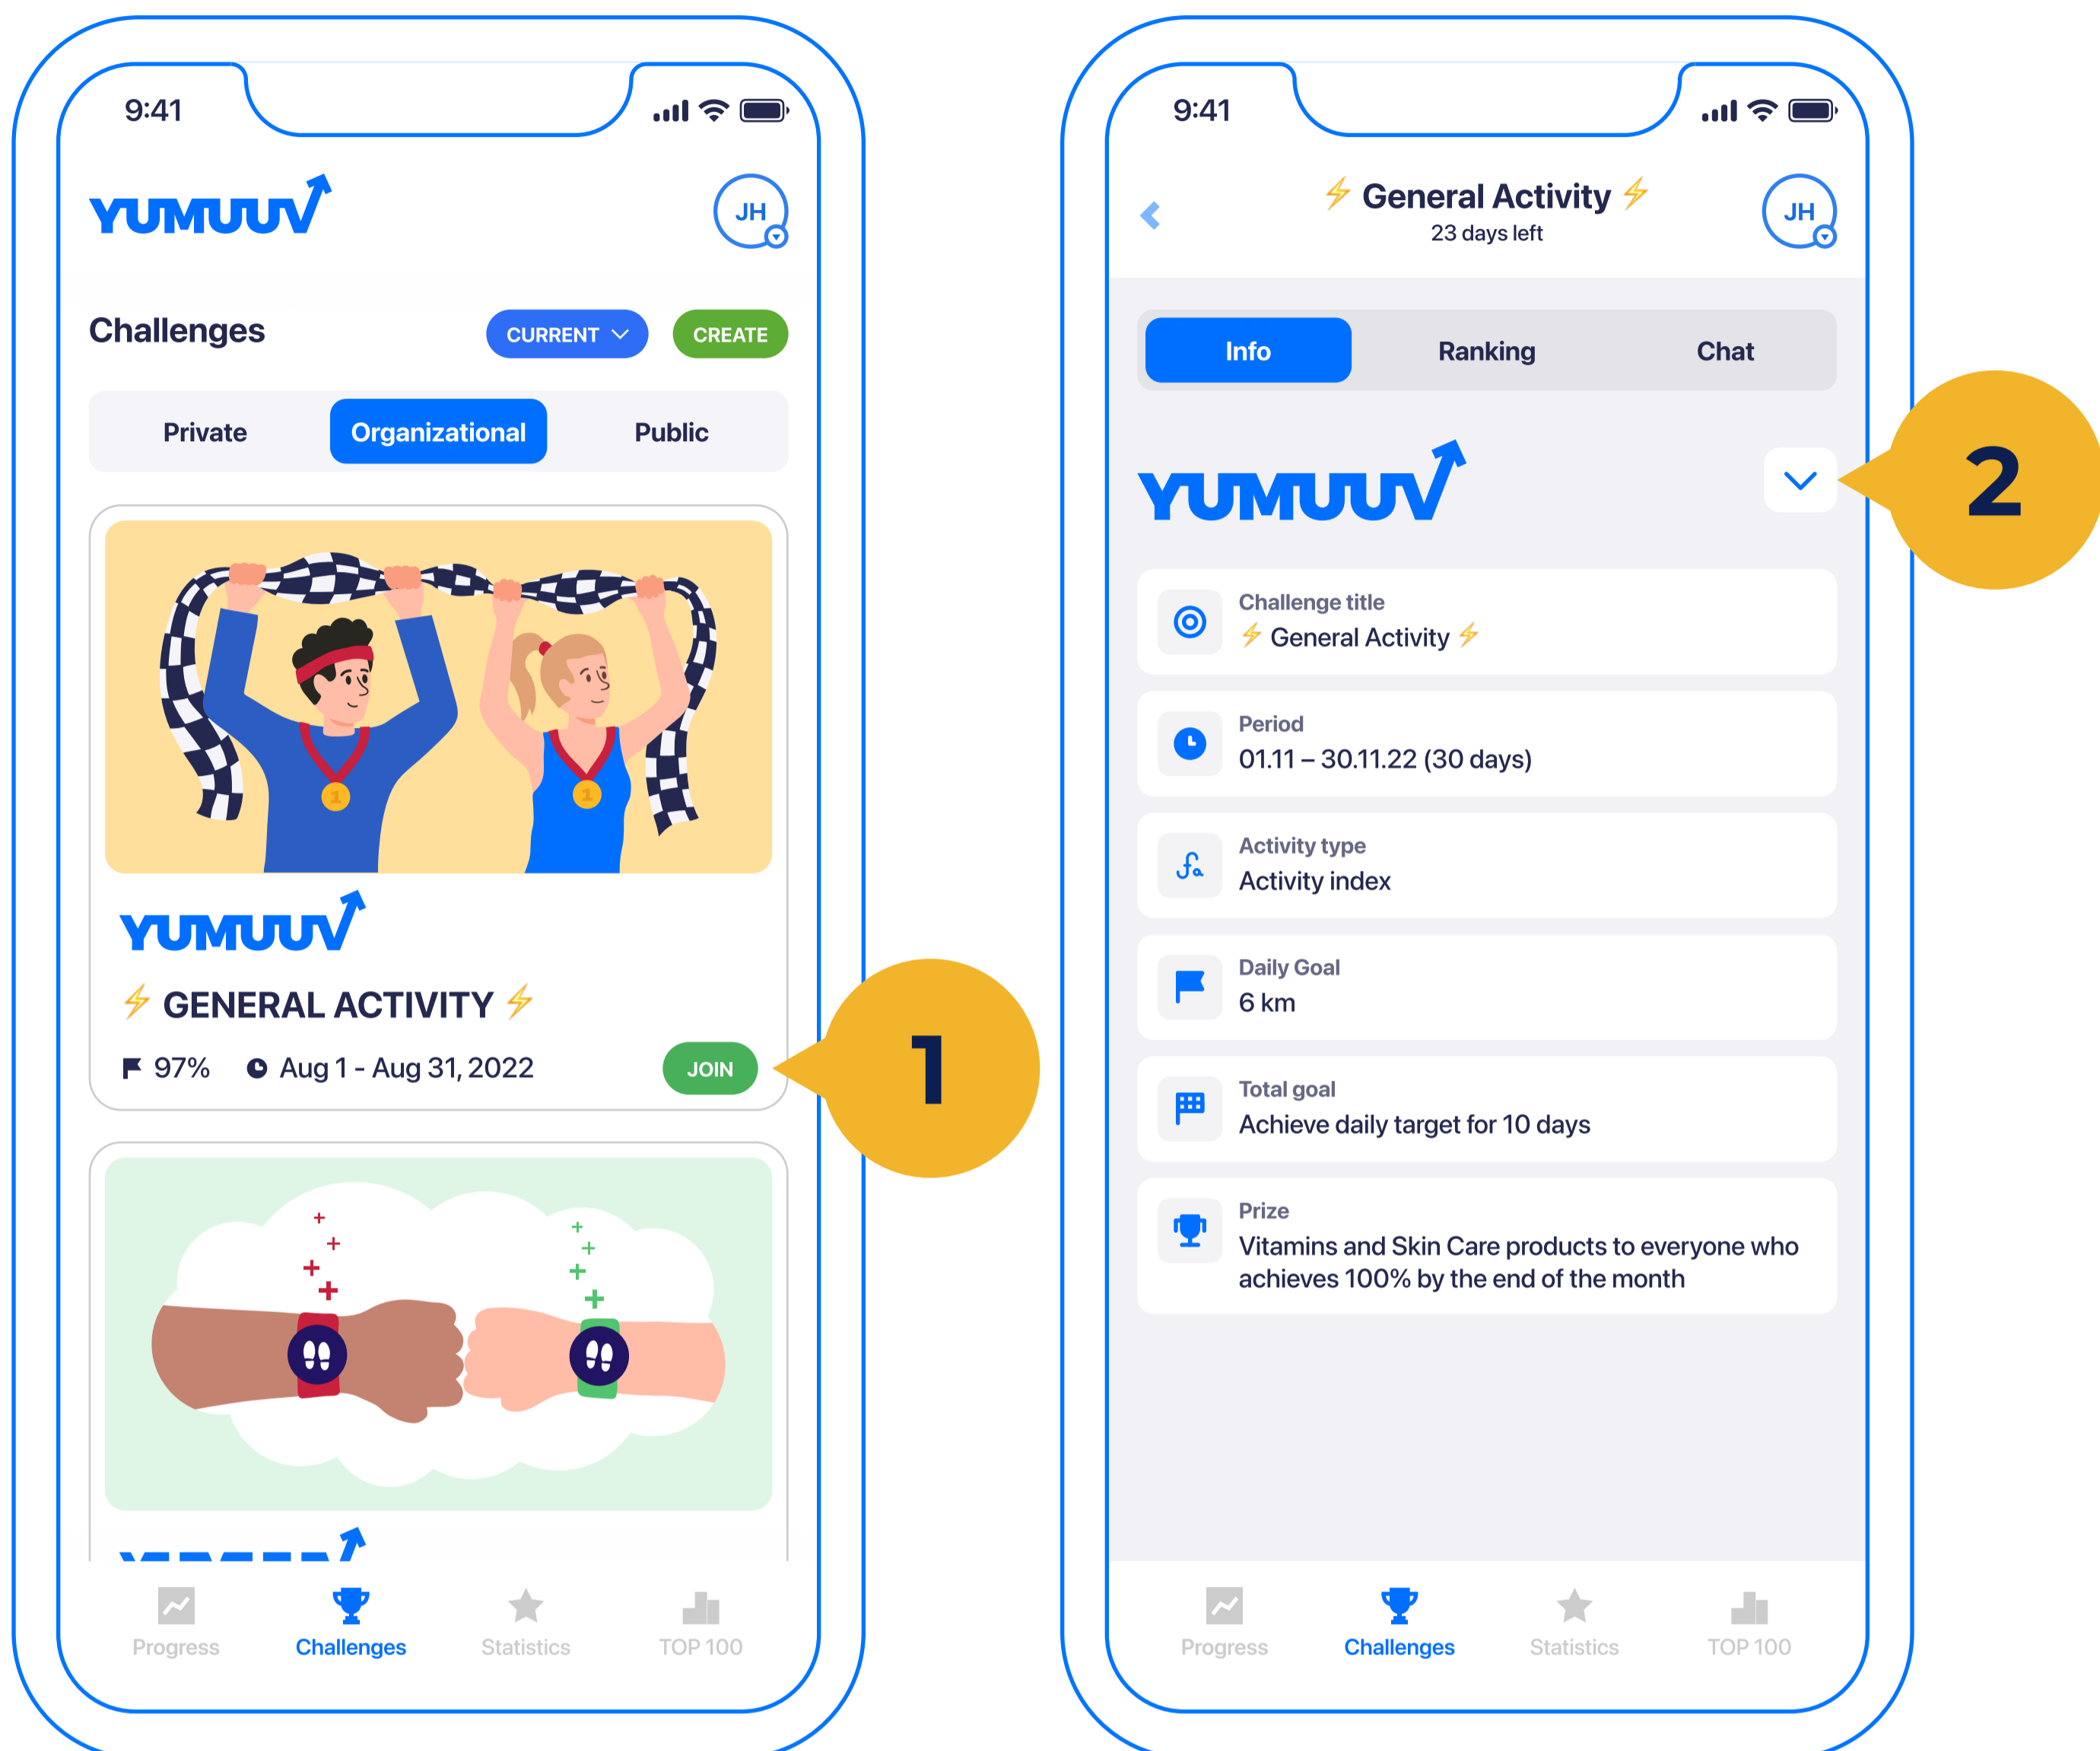 9:41
YUMUUV
JH
Challenges
CURRENT
CREATE
Private
Organizational
Public
1
1
YUMUUV
⚡ GENERAL ACTIVITY ⚡
97%
Aug 1 - Aug 31, 2022
JOIN
1
Progress
Challenges
Statistics
TOP 100
9:41
⚡ General Activity ⚡
23 days left
JH
Info
Ranking
Chat
YUMUUV
2
Challenge title
⚡ General Activity ⚡
Period
01.11 – 30.11.22 (30 days)
Activity type
Activity index
Daily Goal
6 km
Total goal
Achieve daily target for 10 days
Prize
Vitamins and Skin Care products to everyone who
achieves 100% by the end of the month
Progress
Challenges
Statistics
TOP 100